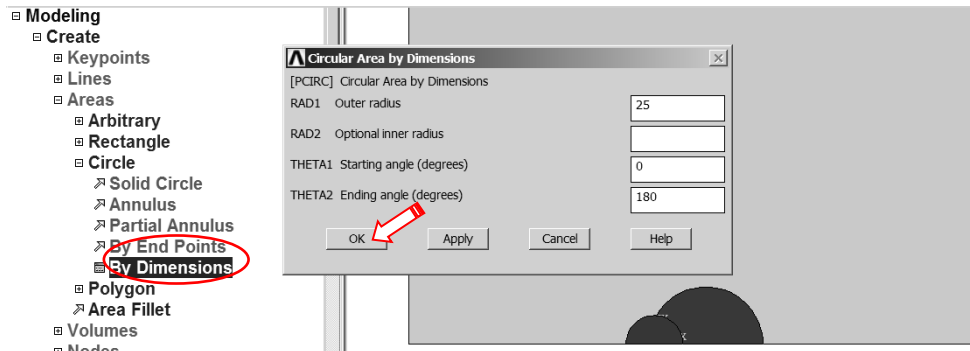 Modeling
Create
Keypoints
Lines
Areas
Arbitrary
Rectangle
Circle
Solid Circle
Annulus
Partial Annulus
By End Points
By Dimensions
Polygon
Area Fillet
Volumes
Nodes
Circular Area by Dimensions
[PCIRC] Circular Area by Dimensions
RAD1 Outer radius 25
RAD2 Optional inner radius
THETA1 Starting angle (degrees) 0
THETA2 Ending angle (degrees) 180
OK Apply Cancel Help